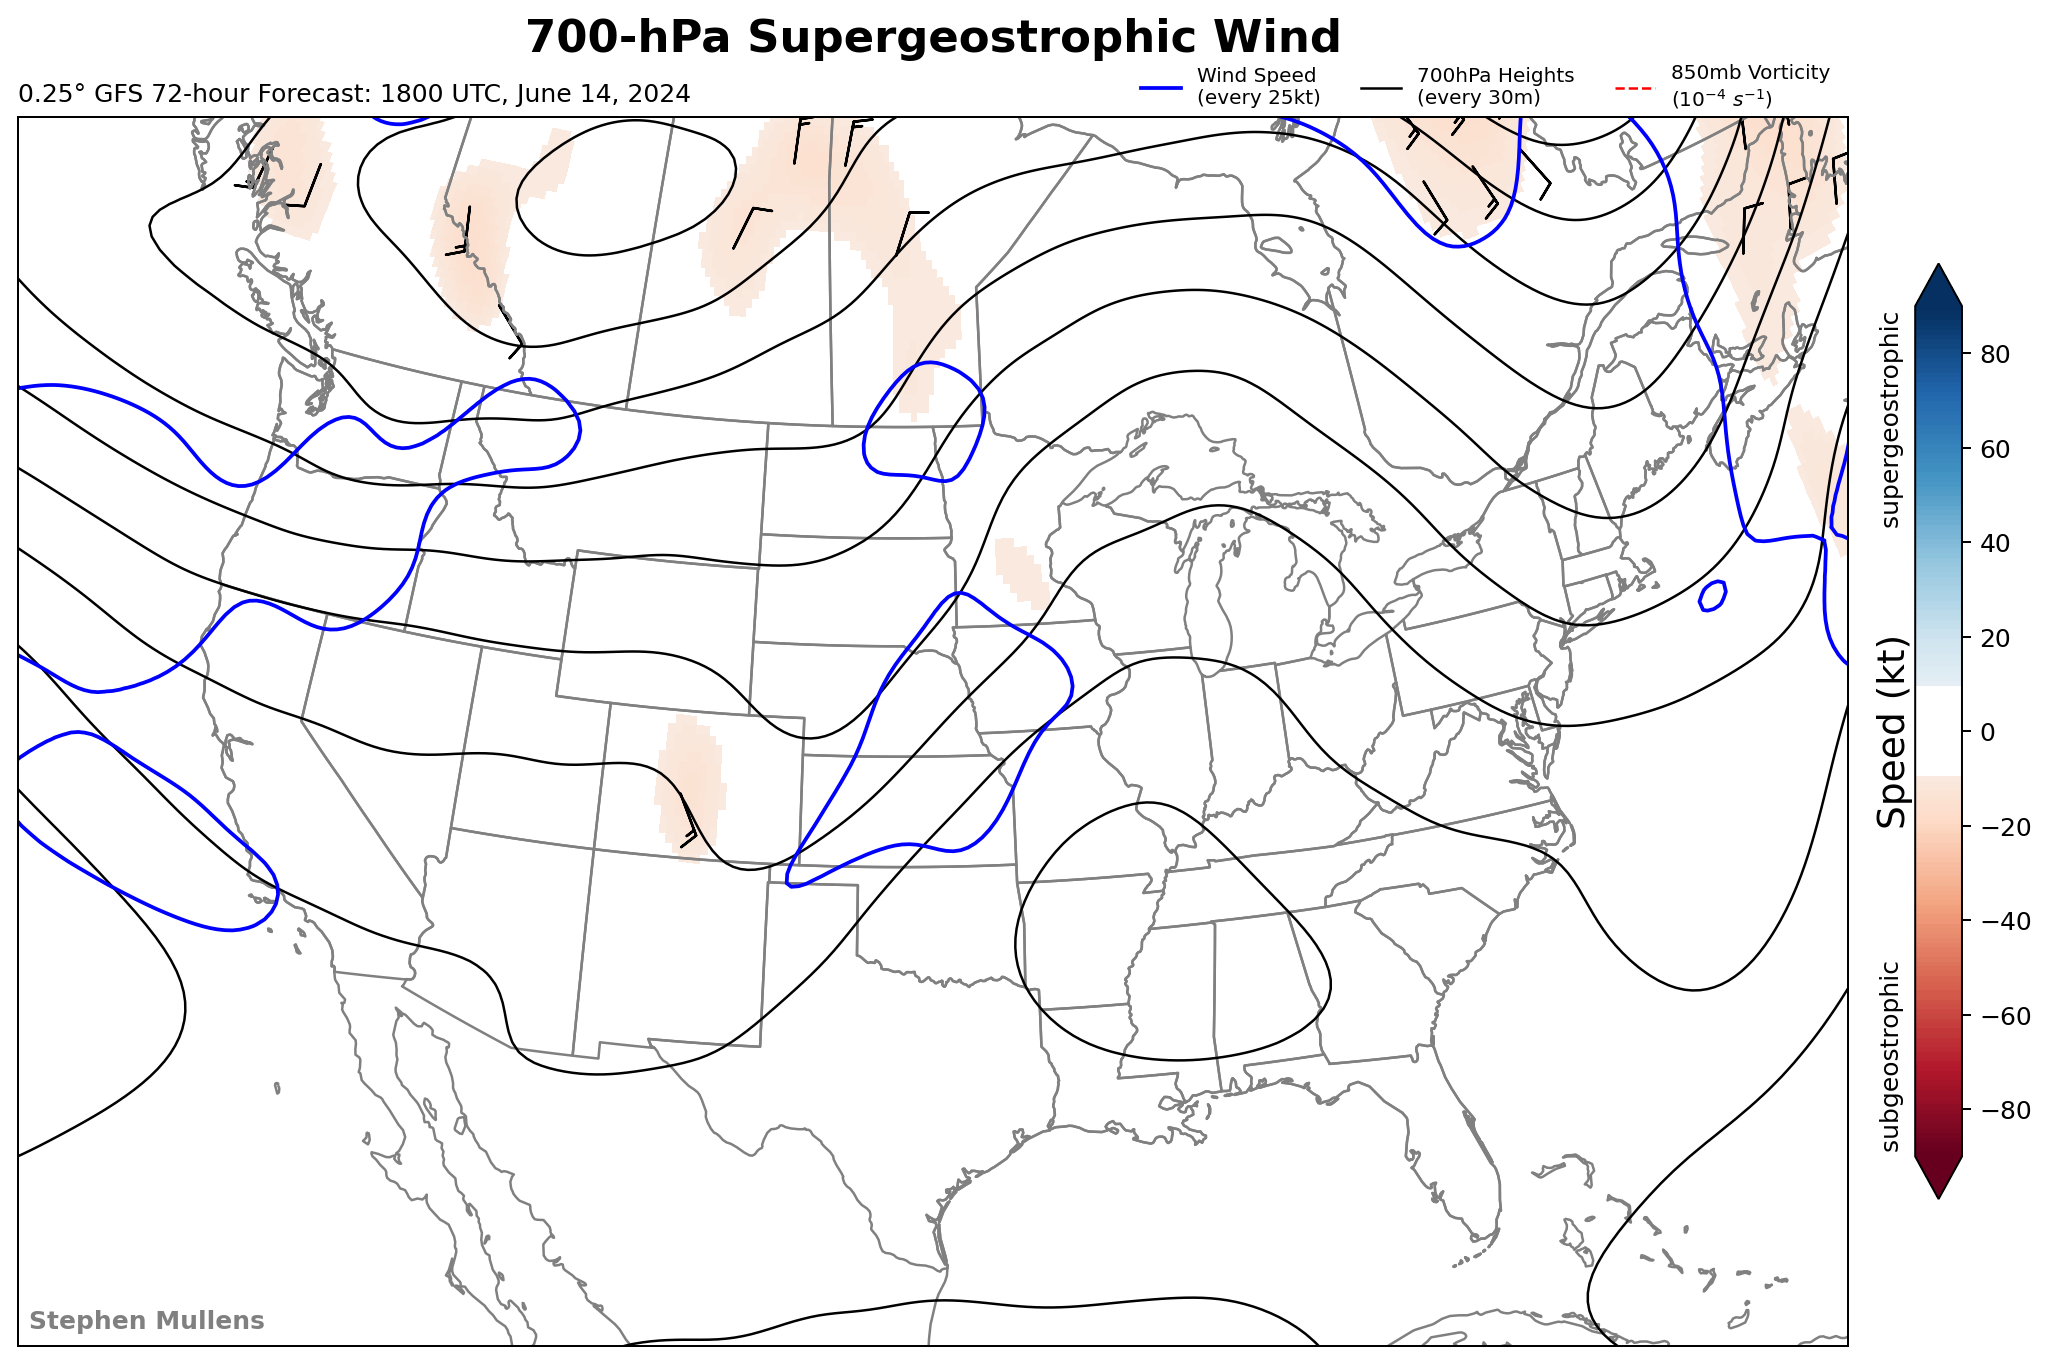 700-hPa Supergeostrophic Wind
0.25° GFS 72-hour Forecast: 1800 UTC, June 14, 2024
Wind Speed
(every 25kt)
700hPa Heights
(every 30m)
850mb Vorticity
(10⁻⁴ s⁻¹)
supergeostrophic
Speed (kt)
subgeostrophic
80
60
40
20
0
−20
−40
−60
−80
Stephen Mullens